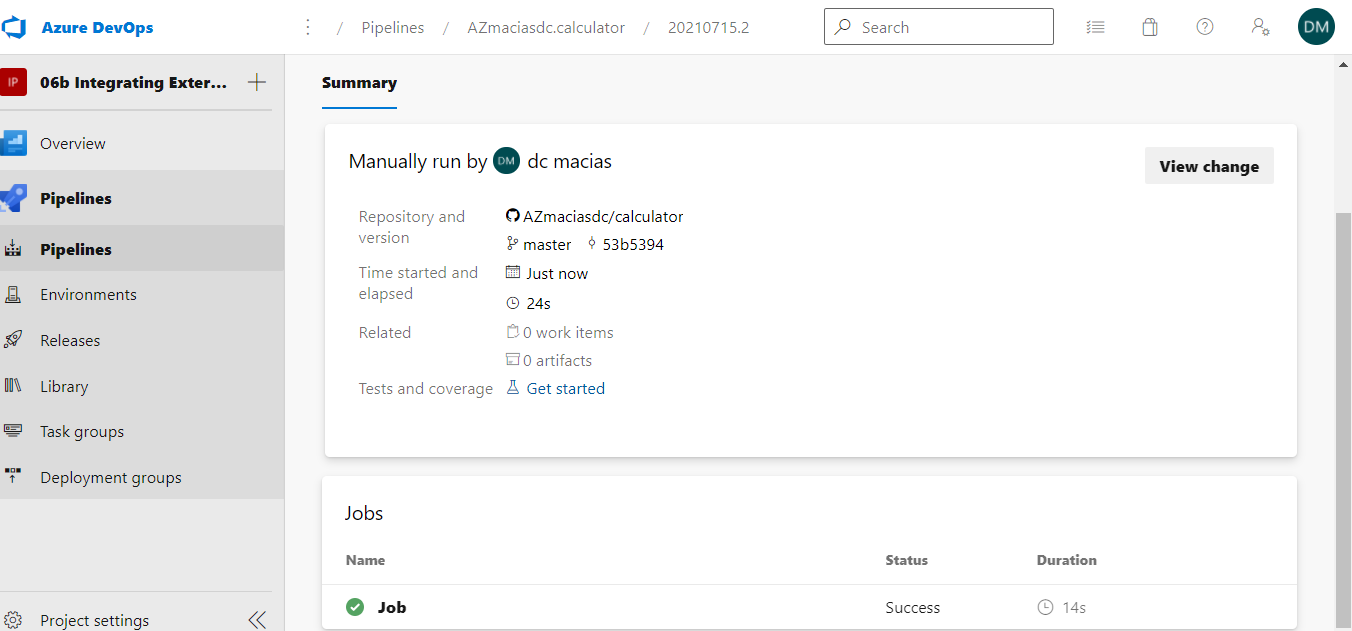 Azure DevOps
/ Pipelines / AZmaciasdc.calculator / 20210715.2
Search
DM
IP 06b Integrating Exter...
Overview
Pipelines
Pipelines
Environments
Releases
Library
Task groups
Deployment groups
Project settings
Summary
Manually run by DM dc macias
View change
Repository and
version
AZmaciasdc/calculator
master 53b5394
Time started and
elapsed
Just now
24s
Related
0 work items
0 artifacts
Tests and coverage Get started
Jobs
Name Status Duration
Job Success 14s